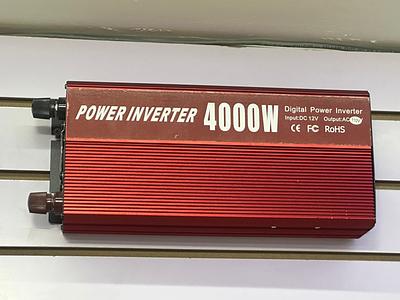 POWER INVERTER 4000W
Digital Power Inverter
Input:DC 12V Output:AC
CE FC RoHS